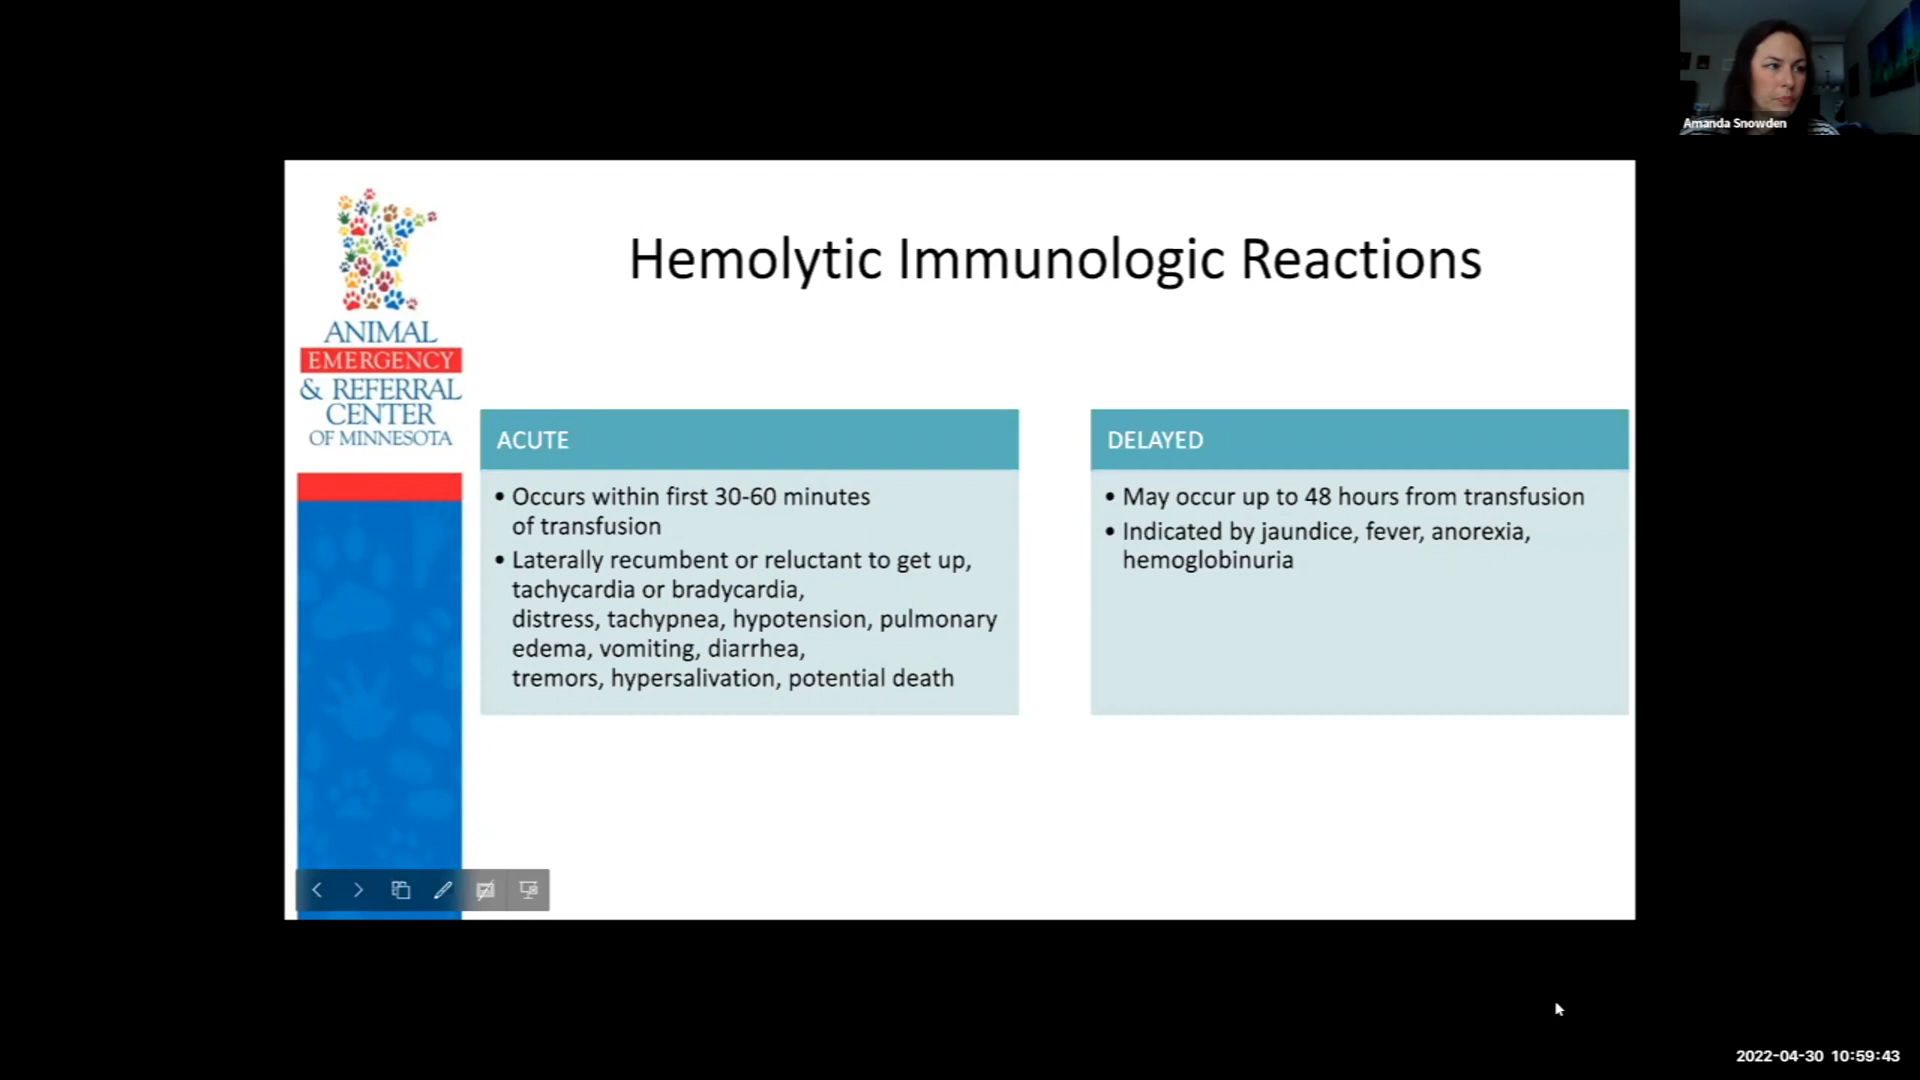 Amanda Snowden
Hemolytic Immunologic Reactions
ANIMAL
EMERGENCY
& REFERRAL
CENTER
OF MINNESOTA
ACUTE
• Occurs within first 30-60 minutes
of transfusion
• Laterally recumbent or reluctant to get up,
tachycardia or bradycardia,
distress, tachypnea, hypotension, pulmonary
edema, vomiting, diarrhea,
tremors, hypersalivation, potential death
DELAYED
• May occur up to 48 hours from transfusion
• Indicated by jaundice, fever, anorexia,
hemoglobinuria
2022-04-30 10:59:43